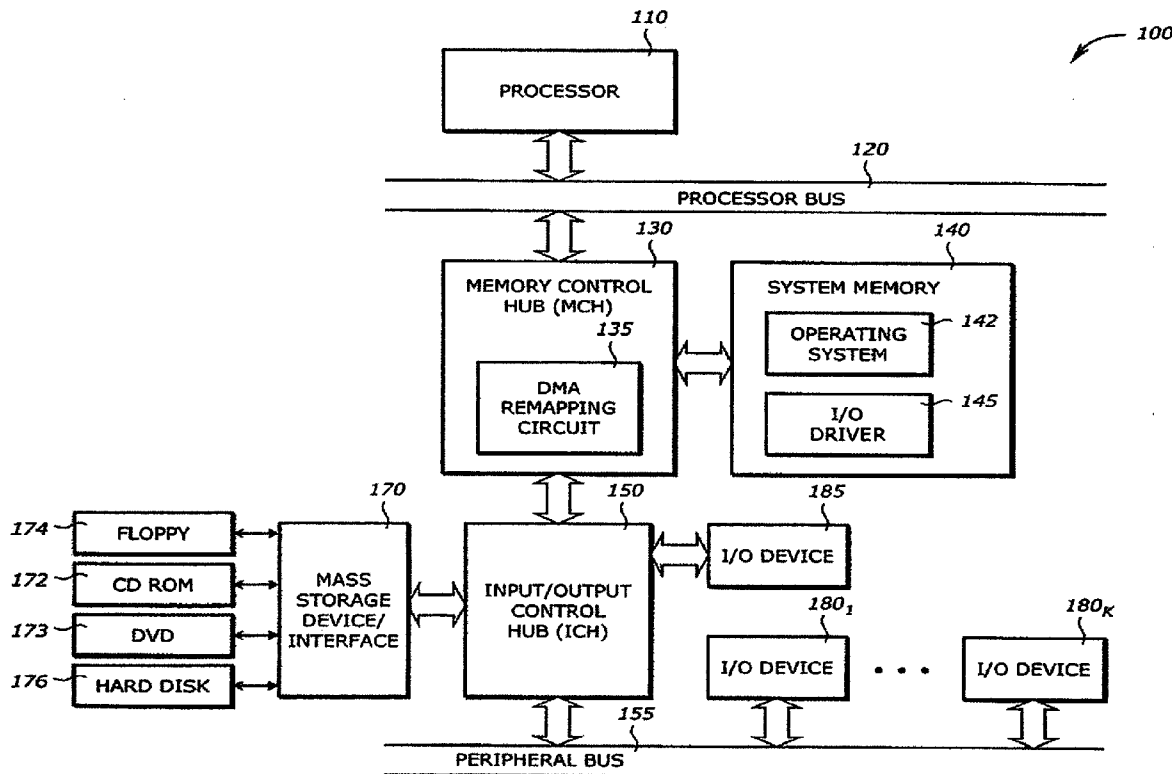 110
100
PROCESSOR
120
PROCESSOR BUS
130
140
MEMORY CONTROL
HUB (MCH)
SYSTEM MEMORY
135
142
OPERATING
SYSTEM
DMA
REMAPPING
CIRCUIT
145
I/O
DRIVER
170
150
185
174
FLOPPY
172
CD ROM
173
DVD
176
HARD DISK
MASS
STORAGE
DEVICE/
INTERFACE
INPUT/OUTPUT
CONTROL
HUB (ICH)
I/O DEVICE
180₁
180K
I/O DEVICE
I/O DEVICE
155
PERIPHERAL BUS